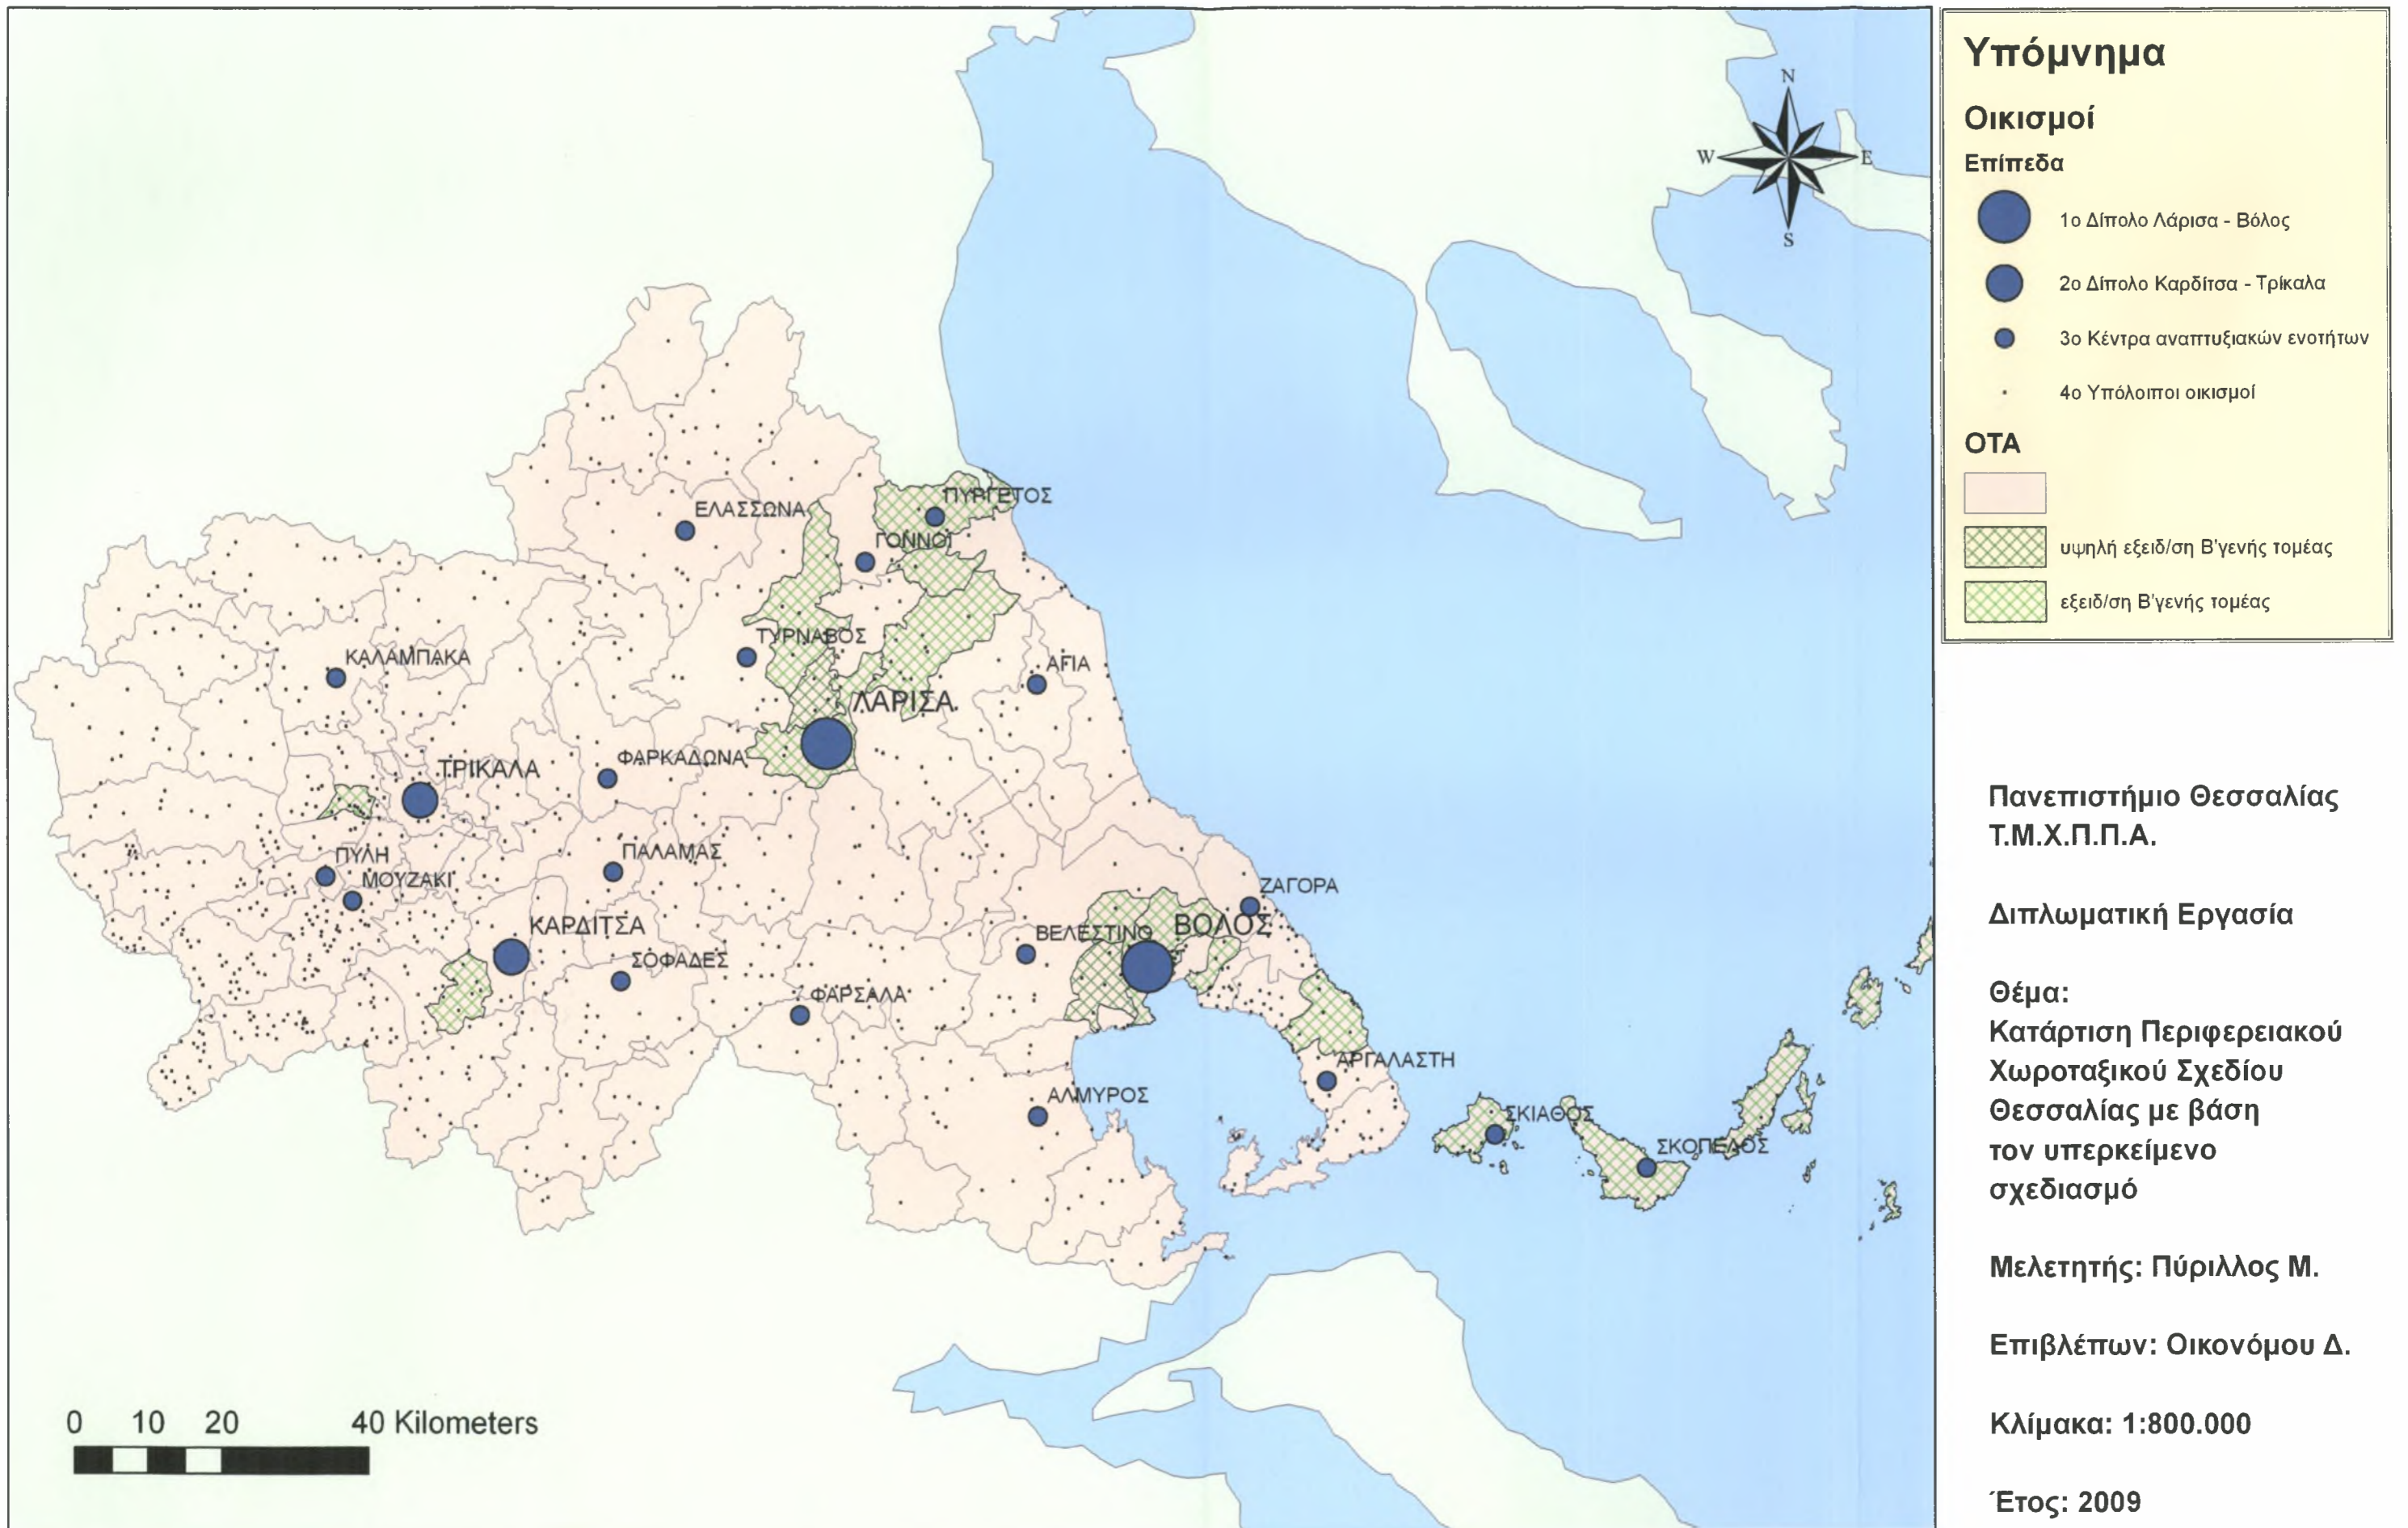 Υπόμνημα
Οικισμοί
Επίπεδα
1ο Δίπολο Λάρισα - Βόλος
2ο Δίπολο Καρδίτσα - Τρίκαλα
3ο Κέντρα αναπτυξιακών ενοτήτων
4ο Υπόλοιποι οικισμοί
ΟΤΑ
υψηλή εξειδ/ση Β'γενής τομέας
εξειδ/ση Β'γενής τομέας
N
W
E
S
ΠΥΡΓΕΤΟΣ
ΕΛΑΣΣΩΝΑ
ΓΟΝΝΟΙ
ΤΥΡΝΑΒΟΣ
ΚΑΛΑΜΠΑΚΑ
ΑΓΙΑ
ΛΑΡΙΣΑ
ΦΑΡΚΑΔΩΝΑ
ΤΡΙΚΑΛΑ
ΠΥΛΗ
ΠΑΛΑΜΑΣ
ΜΟΥΖΑΚΙ
ΖΑΓΟΡΑ
ΚΑΡΔΙΤΣΑ
ΒΟΛΟΣ
ΒΕΛΕΣΤΙΝΟ
ΣΟΦΑΔΕΣ
ΦΑΡΣΑΛΑ
ΑΡΓΑΛΑΣΤΗ
ΑΛΜΥΡΟΣ
ΣΚΙΑΘΟΣ
ΣΚΟΠΕΛΟΣ
0 10 20 40 Kilometers
Πανεπιστήμιο Θεσσαλίας
Τ.Μ.Χ.Π.Π.Α.
Διπλωματική Εργασία
Θέμα:
Κατάρτιση Περιφερειακού
Χωροταξικού Σχεδίου
Θεσσαλίας με βάση
τον υπερκείμενο
σχεδιασμό
Μελετητής: Πύριλλος Μ.
Επιβλέπων: Οικονόμου Δ.
Κλίμακα: 1:800.000
Έτος: 2009